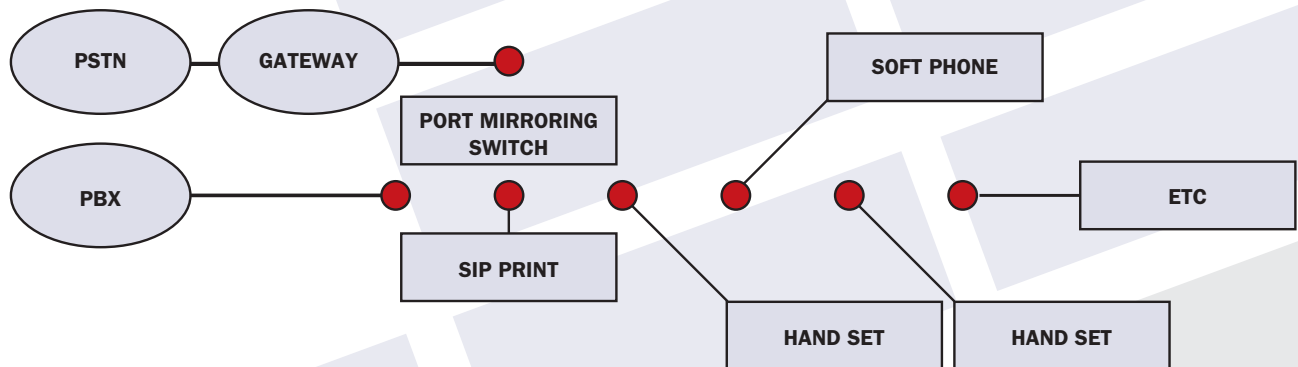 PSTN
GATEWAY
SOFT PHONE
PORT MIRRORING
SWITCH
PBX
ETC
SIP PRINT
HAND SET
HAND SET